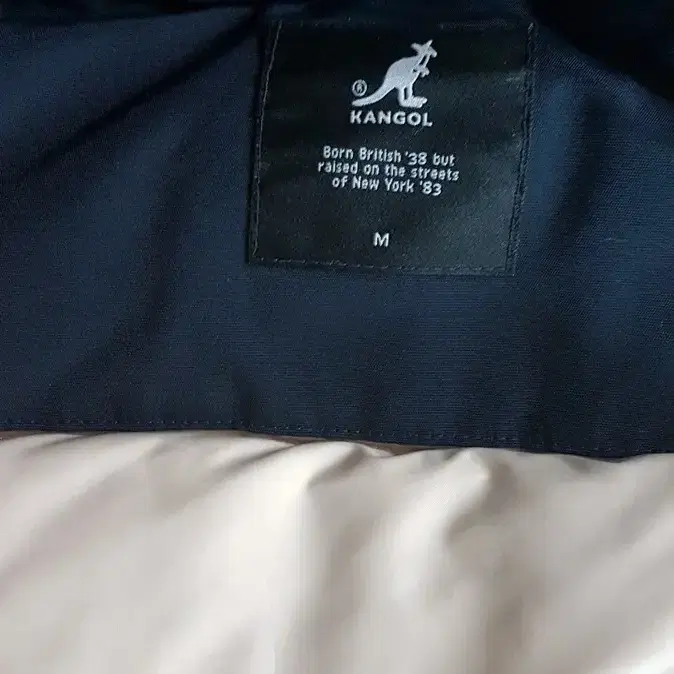 ®
KANGOL
Born British '38 but
raised on the streets
of New York '83
M